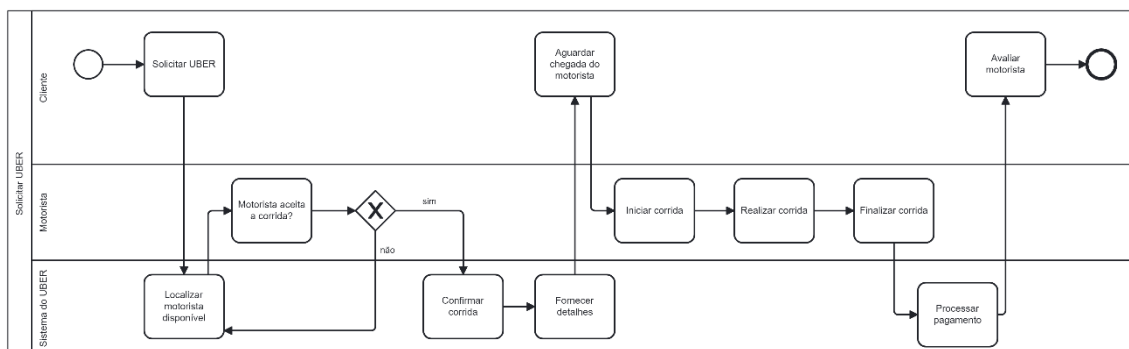 Solicitar UBER
Cliente
Solicitar UBER
Aguardar
chegada do
motorista
Avaliar
motorista
Motorista
Motorista aceita
a corrida?
sim
não
Iniciar corrida
Realizar corrida
Finalizar corrida
Sistema do UBER
Localizar
motorista
disponível
Confirmar
corrida
Fornecer
detalhes
Processar
pagamento